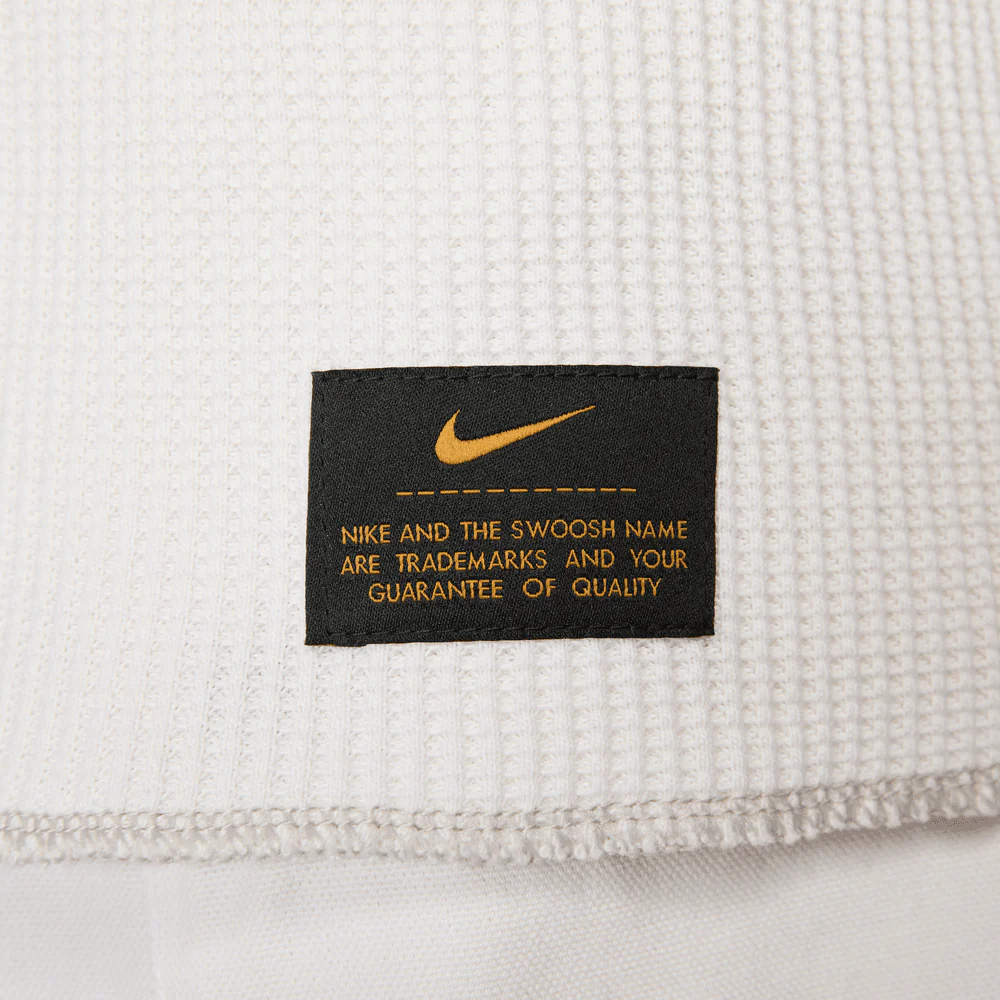 NIKE AND THE SWOOSH NAME
ARE TRADEMARKS AND YOUR
GUARANTEE OF QUALITY